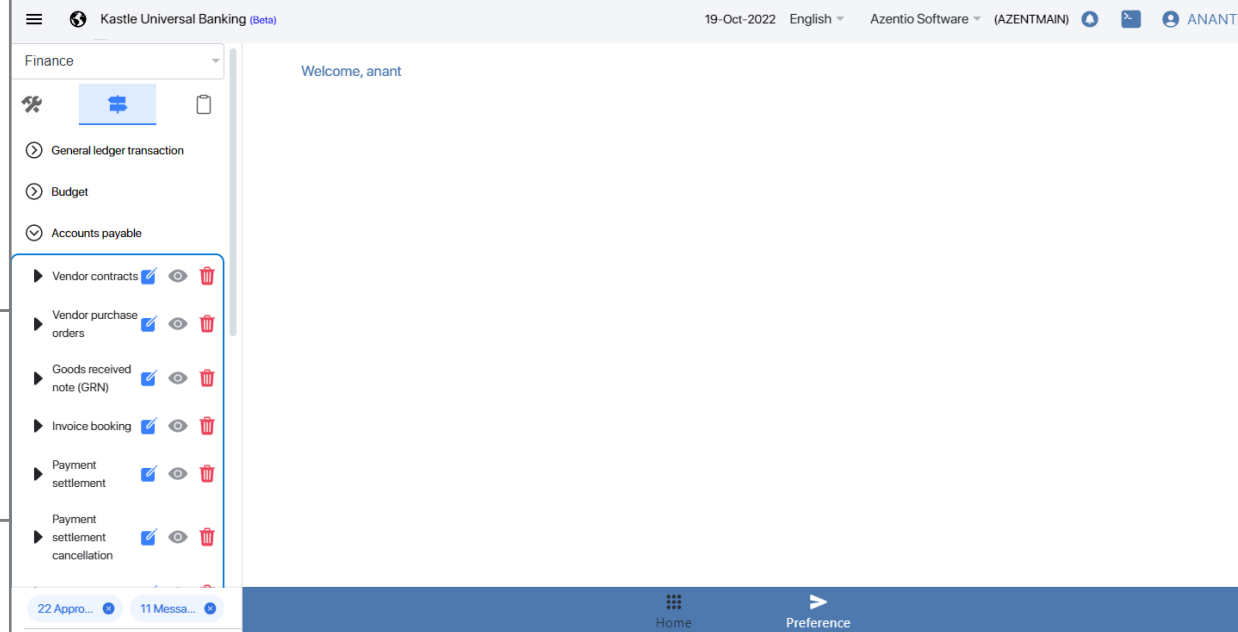 Kastle Universal Banking (Beta)
19-Oct-2022 English Azentio Software (AZENTMAIN) ANANT
Finance
Welcome, anant
General ledger transaction
Budget
Accounts payable
Vendor contracts
Vendor purchase
orders
Goods received
note (GRN)
Invoice booking
Payment
settlement
Payment
settlement
cancellation
22 Appro...
11 Messa...
Home
Preference